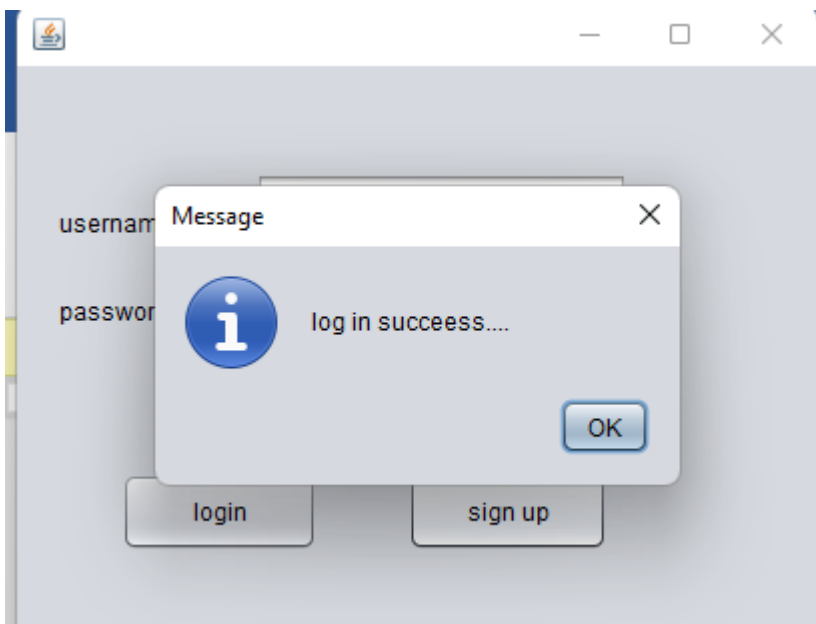 usernam
Message
passwor
log in succeess....
OK
login
sign up